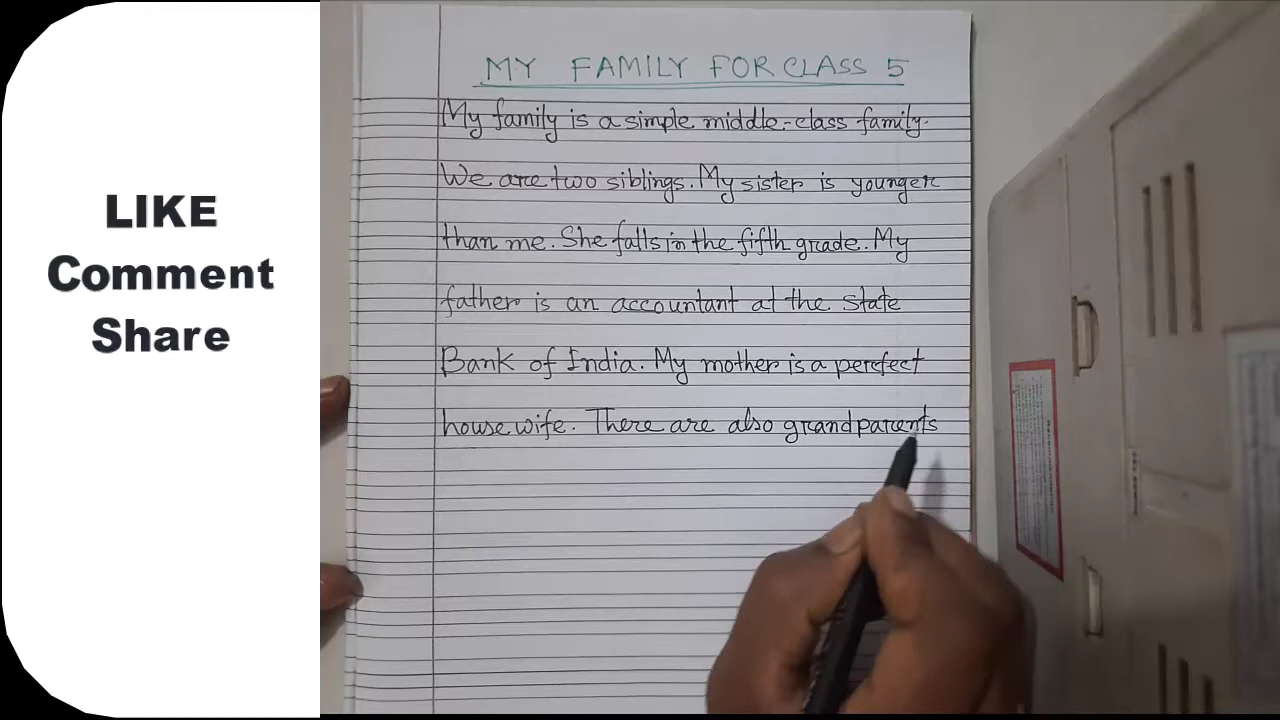 LIKE
Comment
Share
MY FAMILY FOR CLASS 5
My family is a simple middle-class family.
We are two siblings. My sister is younger
than me. She falls in the fifth grade. My
father is an accountant at the State
Bank of India. My mother is a perfect
housewife. There are also grandparents